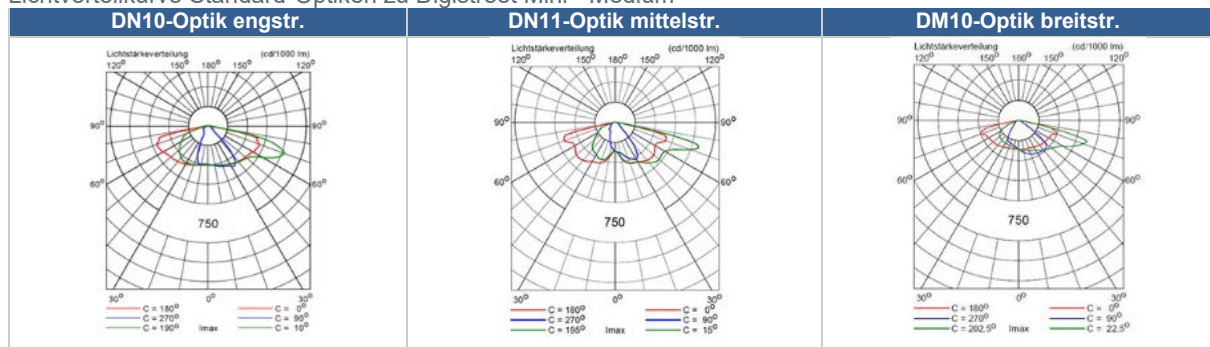 Lichtverteilkurve Standard-Optiken zu Digistreet Mini - Medium
DN10-Optik engstr.
DN11-Optik mittelstr.
DM10-Optik breitstr.
Lichtstärkeverteilung (cd/1000 lm)
120° 150° 180° 150° 120°
90° 90°
60° 60°
750
30° 0° 30°
C = 180° C = 0°
C = 270° C = 90°
C = 190° Imax C = 10°
Lichtstärkeverteilung (cd/1000 lm)
120° 150° 180° 150° 120°
90° 90°
60° 60°
750
30° 0° 30°
C = 180° C = 0°
C = 270° C = 90°
C = 195° Imax C = 15°
Lichtstärkeverteilung (cd/1000 lm)
120° 150° 180° 150° 120°
90° 90°
60° 60°
750
30° 0° 30°
C = 180° C = 0°
C = 270° C = 90°
C = 202.5° Imax C = 22.5°